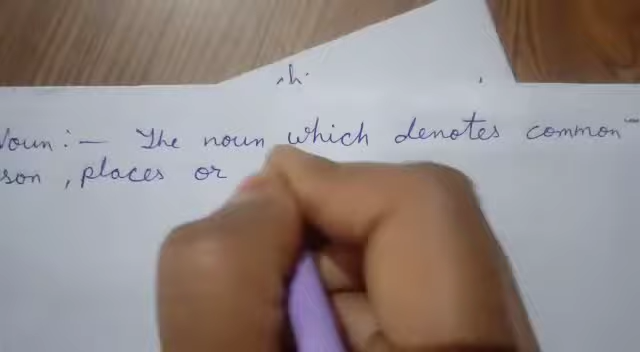 Noun :- The noun which denotes common
son , places or